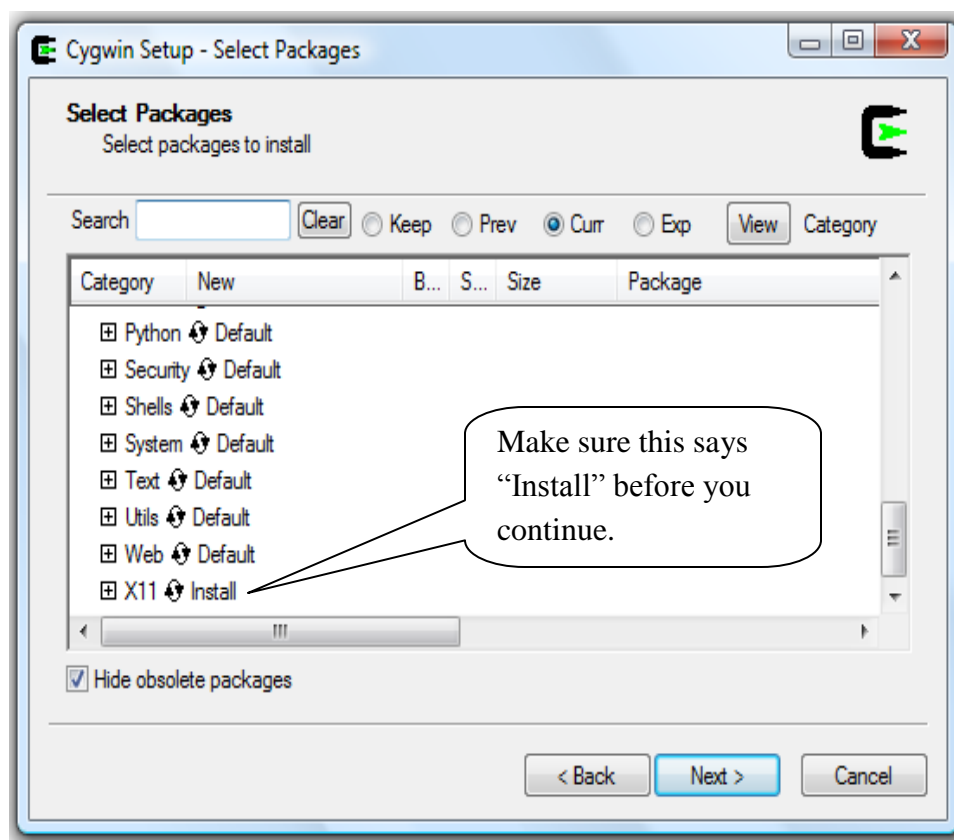 Cygwin Setup - Select Packages
Select Packages
Select packages to install
Search Clear Keep Prev Curr Exp View Category
Category New B... S... Size Package
Python Default
Security Default
Shells Default
System Default
Text Default
Utils Default
Web Default
X11 Install
Make sure this says
“Install” before you
continue.
Hide obsolete packages
< Back Next > Cancel